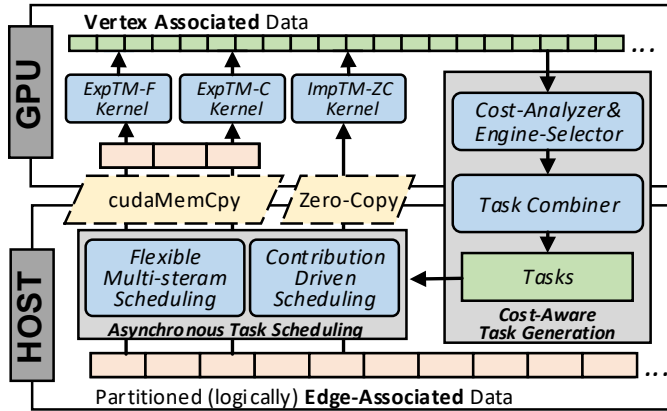 Vertex Associated Data
...
GPU
ExpTM-F
Kernel
ExpTM-C
Kernel
ImpTM-ZC
Kernel
Cost-Analyzer&
Engine-Selector
cudaMemCpy
Zero-Copy
Task Combiner
HOST
Flexible
Multi-steram
Scheduling
Contribution
Driven
Scheduling
Tasks
Asynchronous Task Scheduling
Cost-Aware
Task Generation
...
Partitioned (logically) Edge-Associated Data